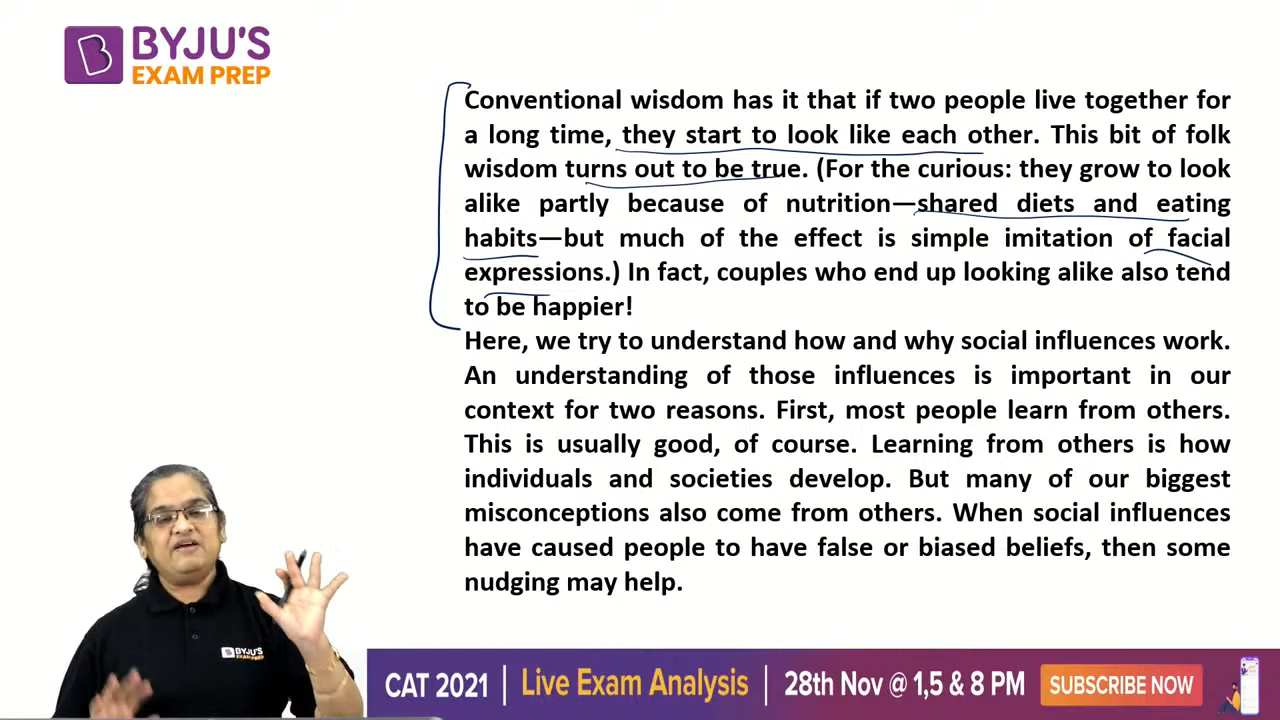 BYJU'S
EXAM PREP
Conventional wisdom has it that if two people live together for
a long time, they start to look like each other. This bit of folk
wisdom turns out to be true. (For the curious: they grow to look
alike partly because of nutrition—shared diets and eating
habits—but much of the effect is simple imitation of facial
expressions.) In fact, couples who end up looking alike also tend
to be happier!
Here, we try to understand how and why social influences work.
An understanding of those influences is important in our
context for two reasons. First, most people learn from others.
This is usually good, of course. Learning from others is how
individuals and societies develop. But many of our biggest
misconceptions also come from others. When social influences
have caused people to have false or biased beliefs, then some
nudging may help.
BYJU'S
EXAM PREP
CAT 2021 | Live Exam Analysis | 28th Nov @ 1,5 & 8 PM SUBSCRIBE NOW